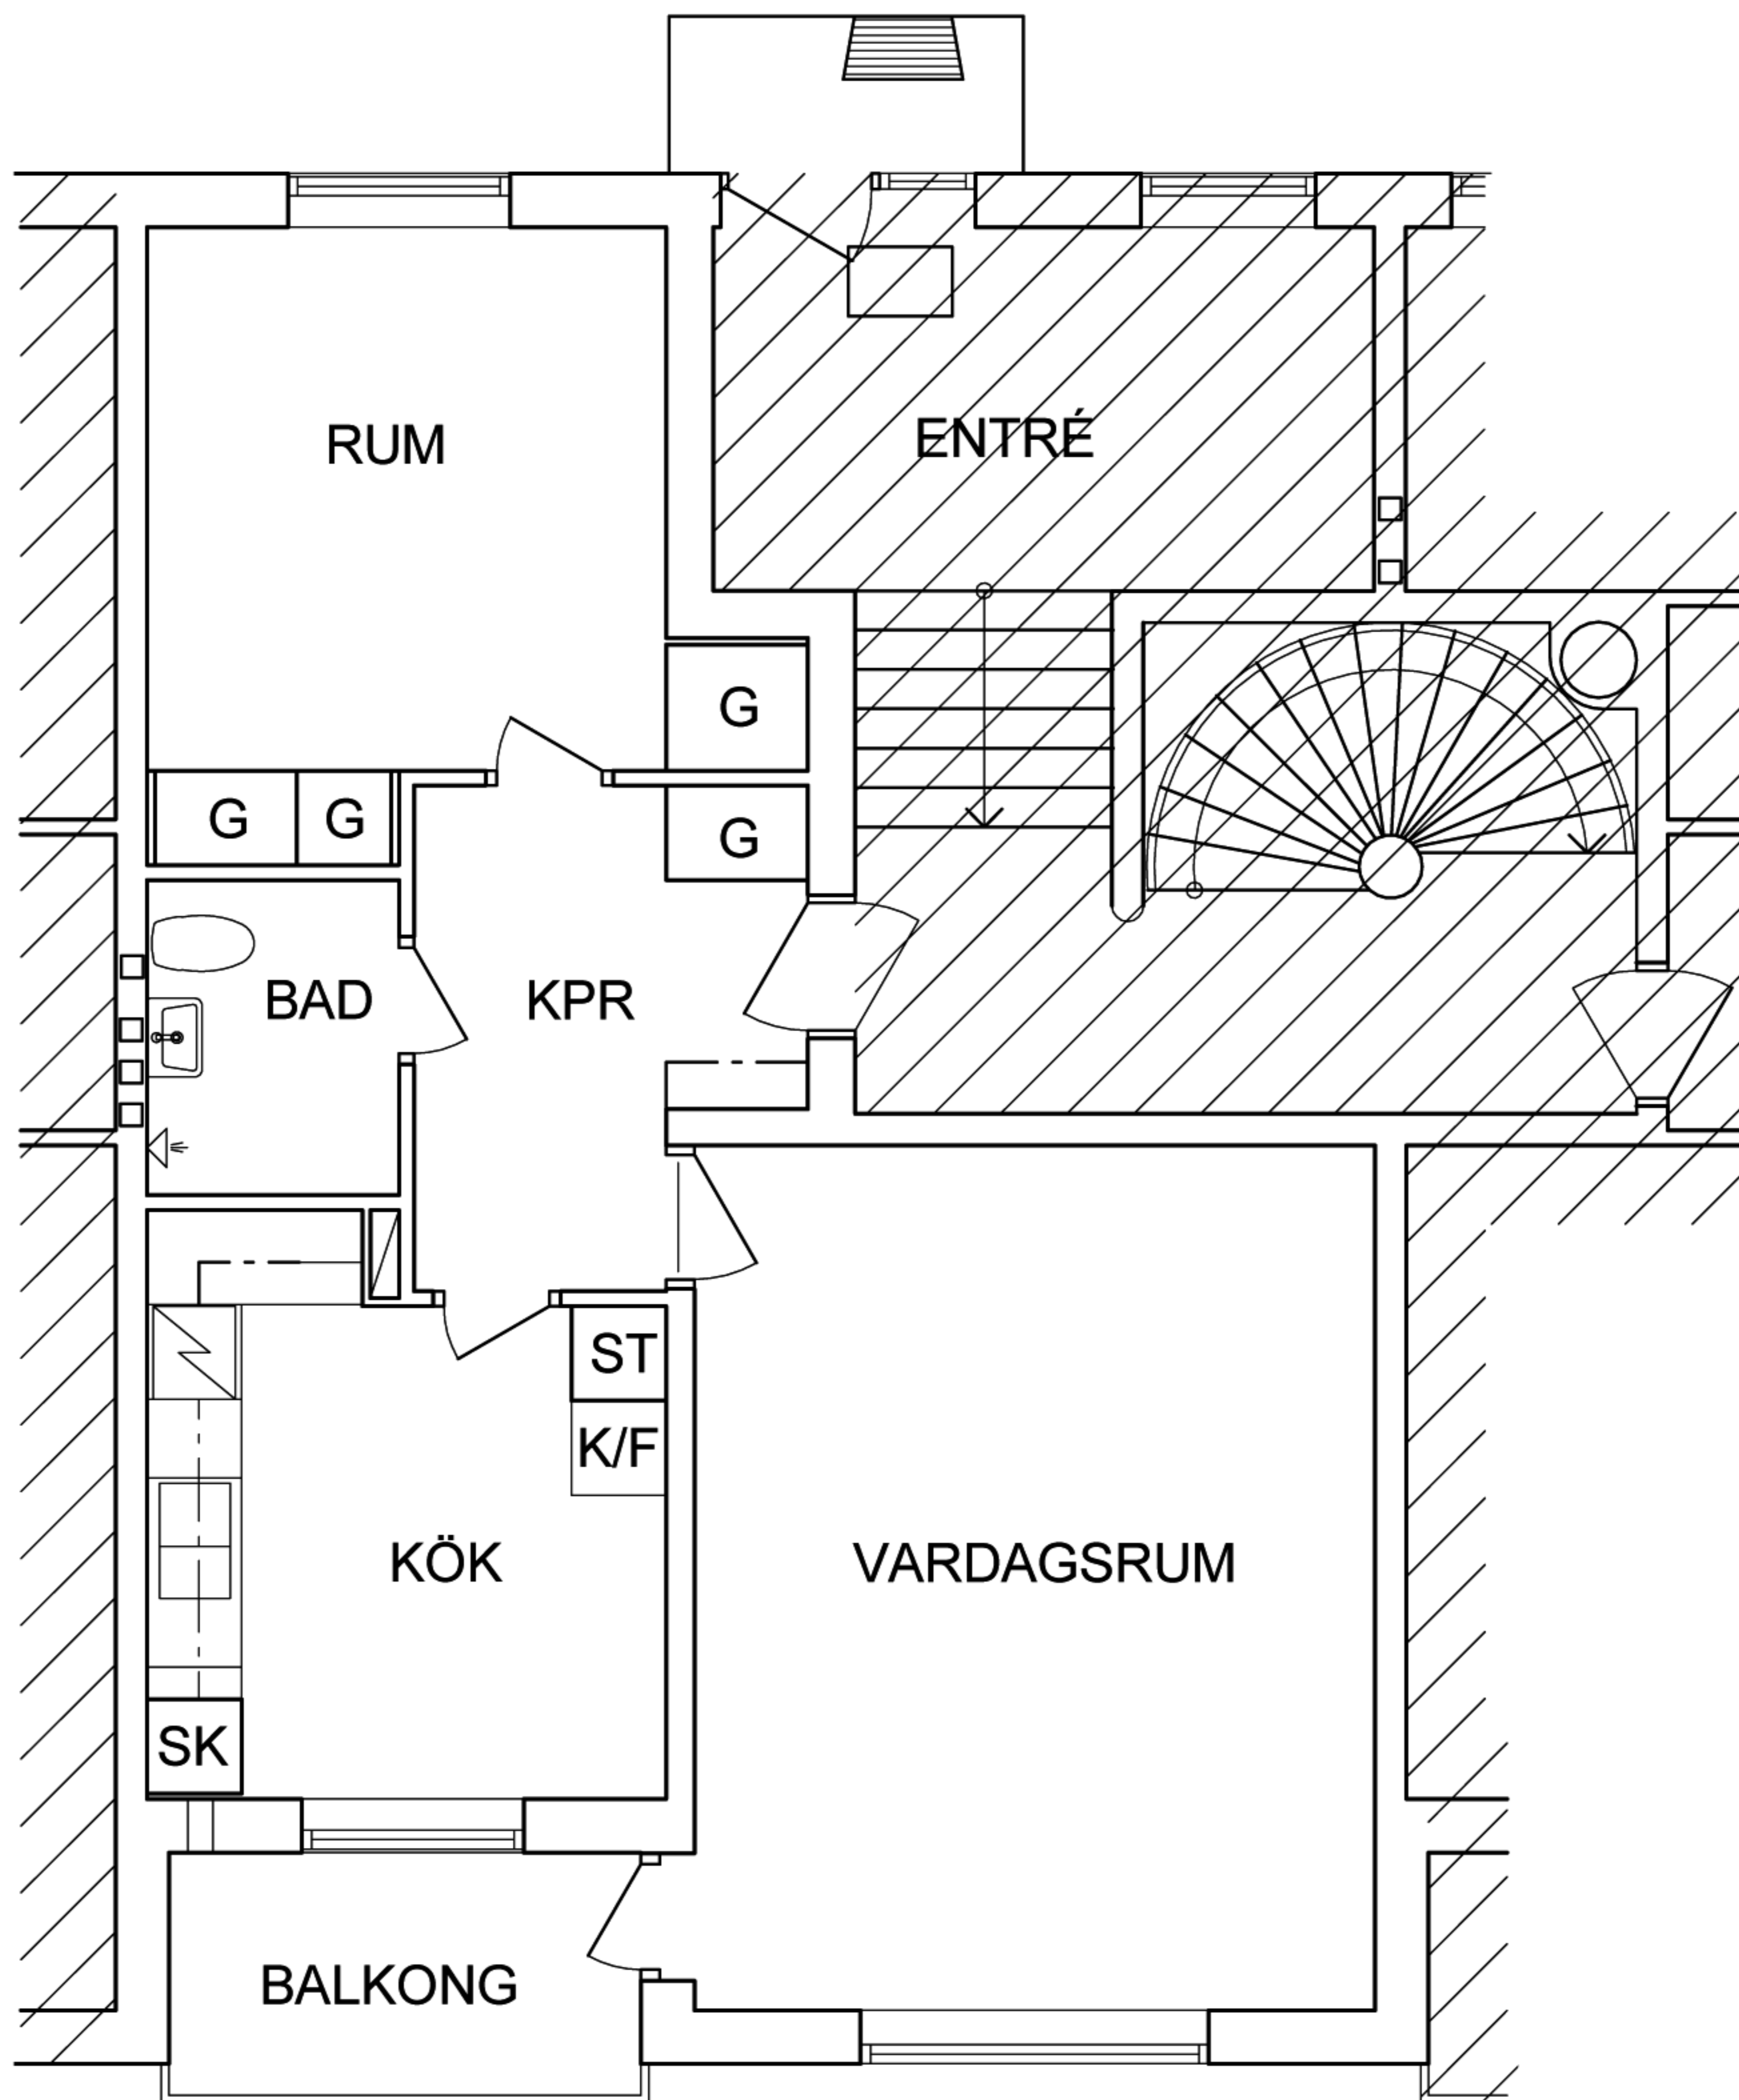 ENTRÉ
RUM
G
G
G
G
BAD
KPR
ST
K/F
KÖK
VARDAGSRUM
SK
BALKONG